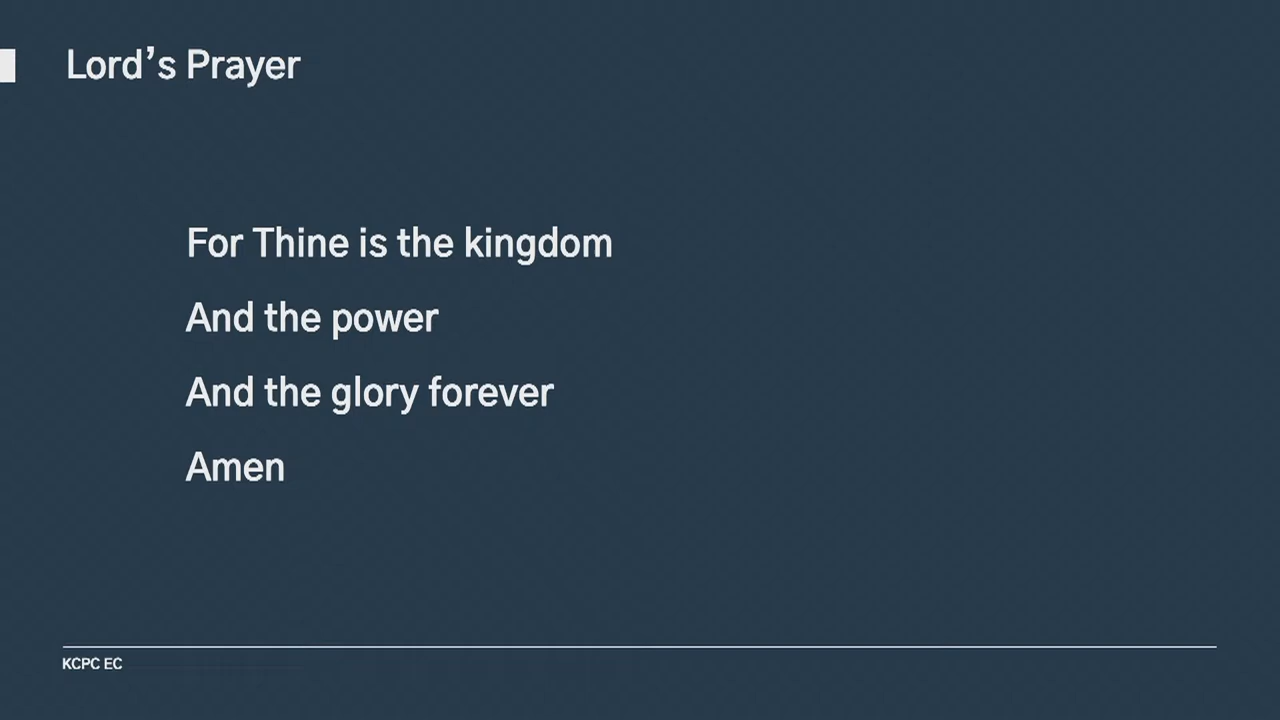 Lord’s Prayer
For Thine is the kingdom
And the power
And the glory forever
Amen
KCPC EC